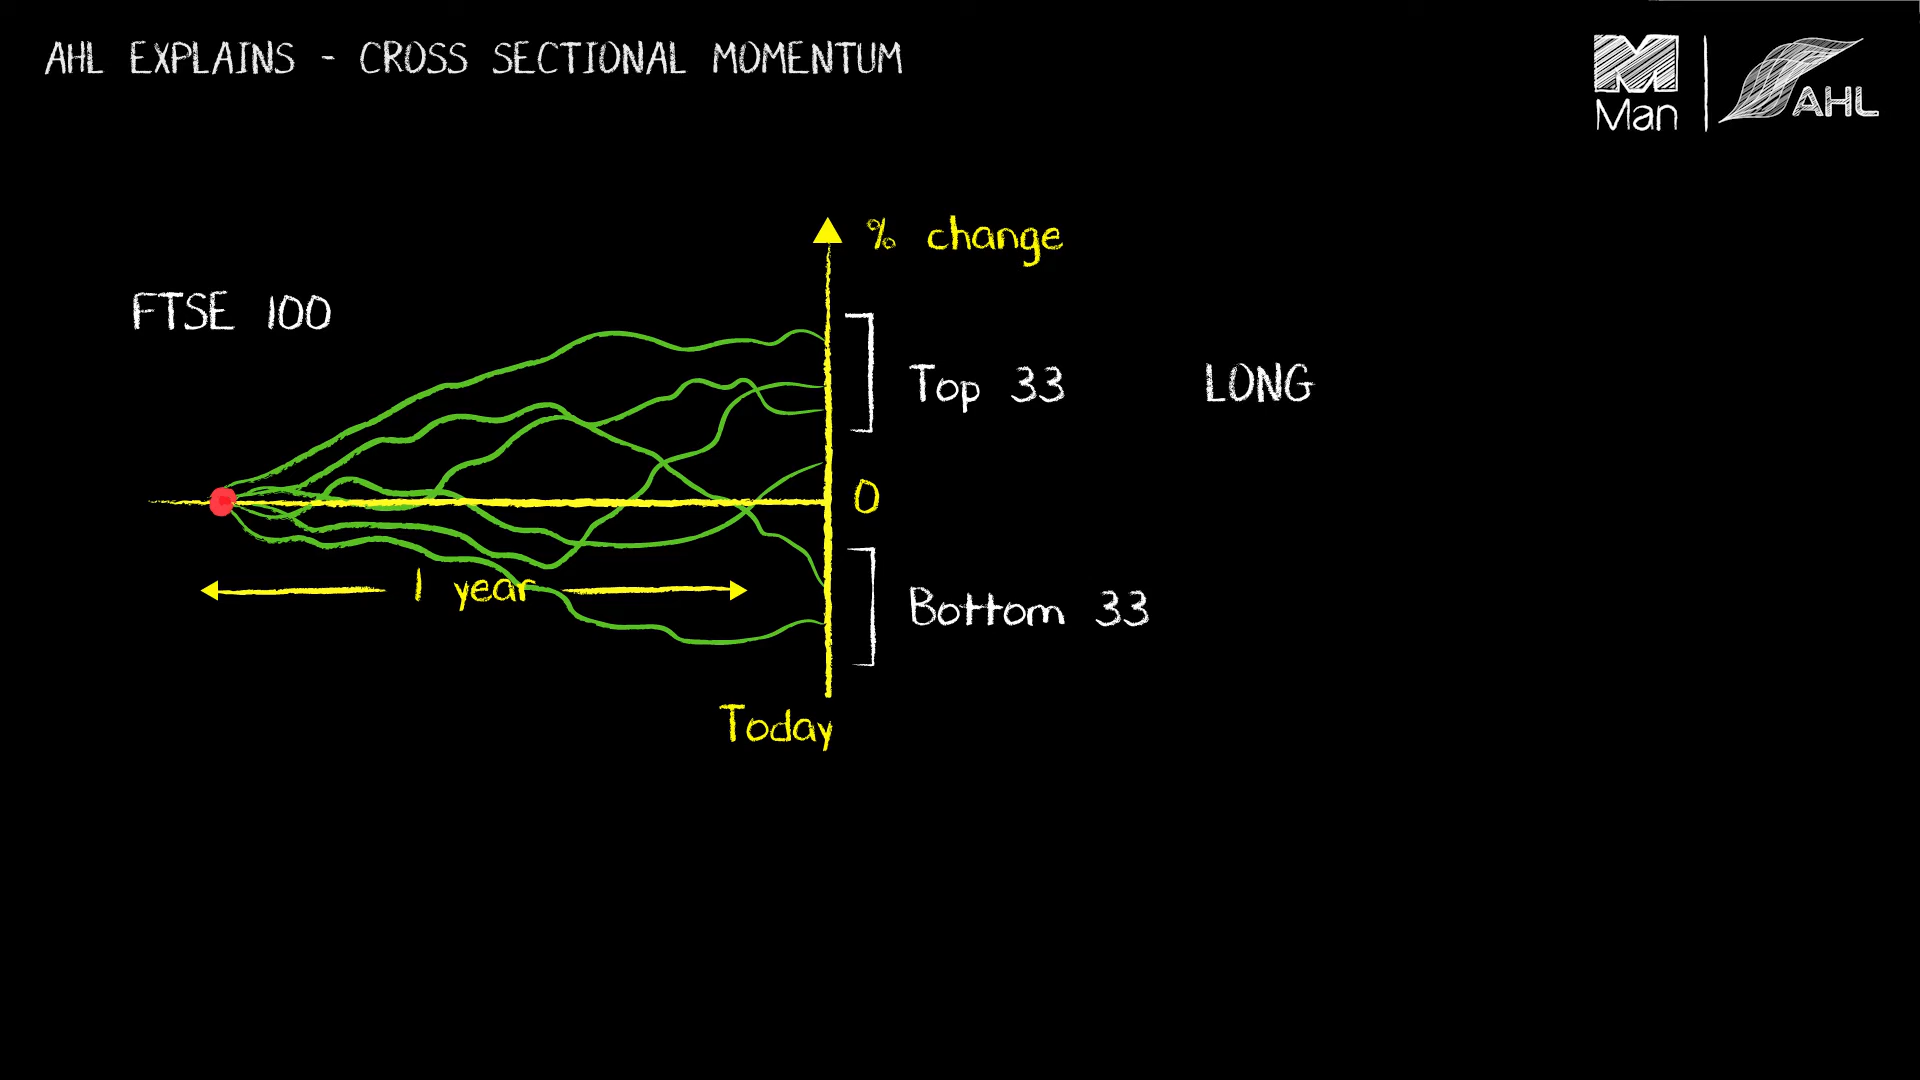 AHL EXPLAINS - CROSS SECTIONAL MOMENTUM
Man
AHL
% change
FTSE 100
Top 33
LONG
0
1 year
Bottom 33
Today